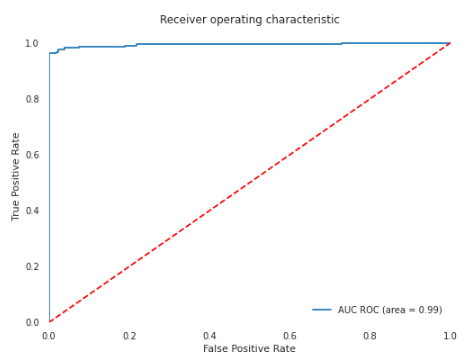 Receiver operating characteristic
1.0
0.8
0.6
0.4
0.2
0.0
True Positive Rate
AUC ROC (area = 0.99)
0.0 0.2 0.4 0.6 0.8 1.0
False Positive Rate